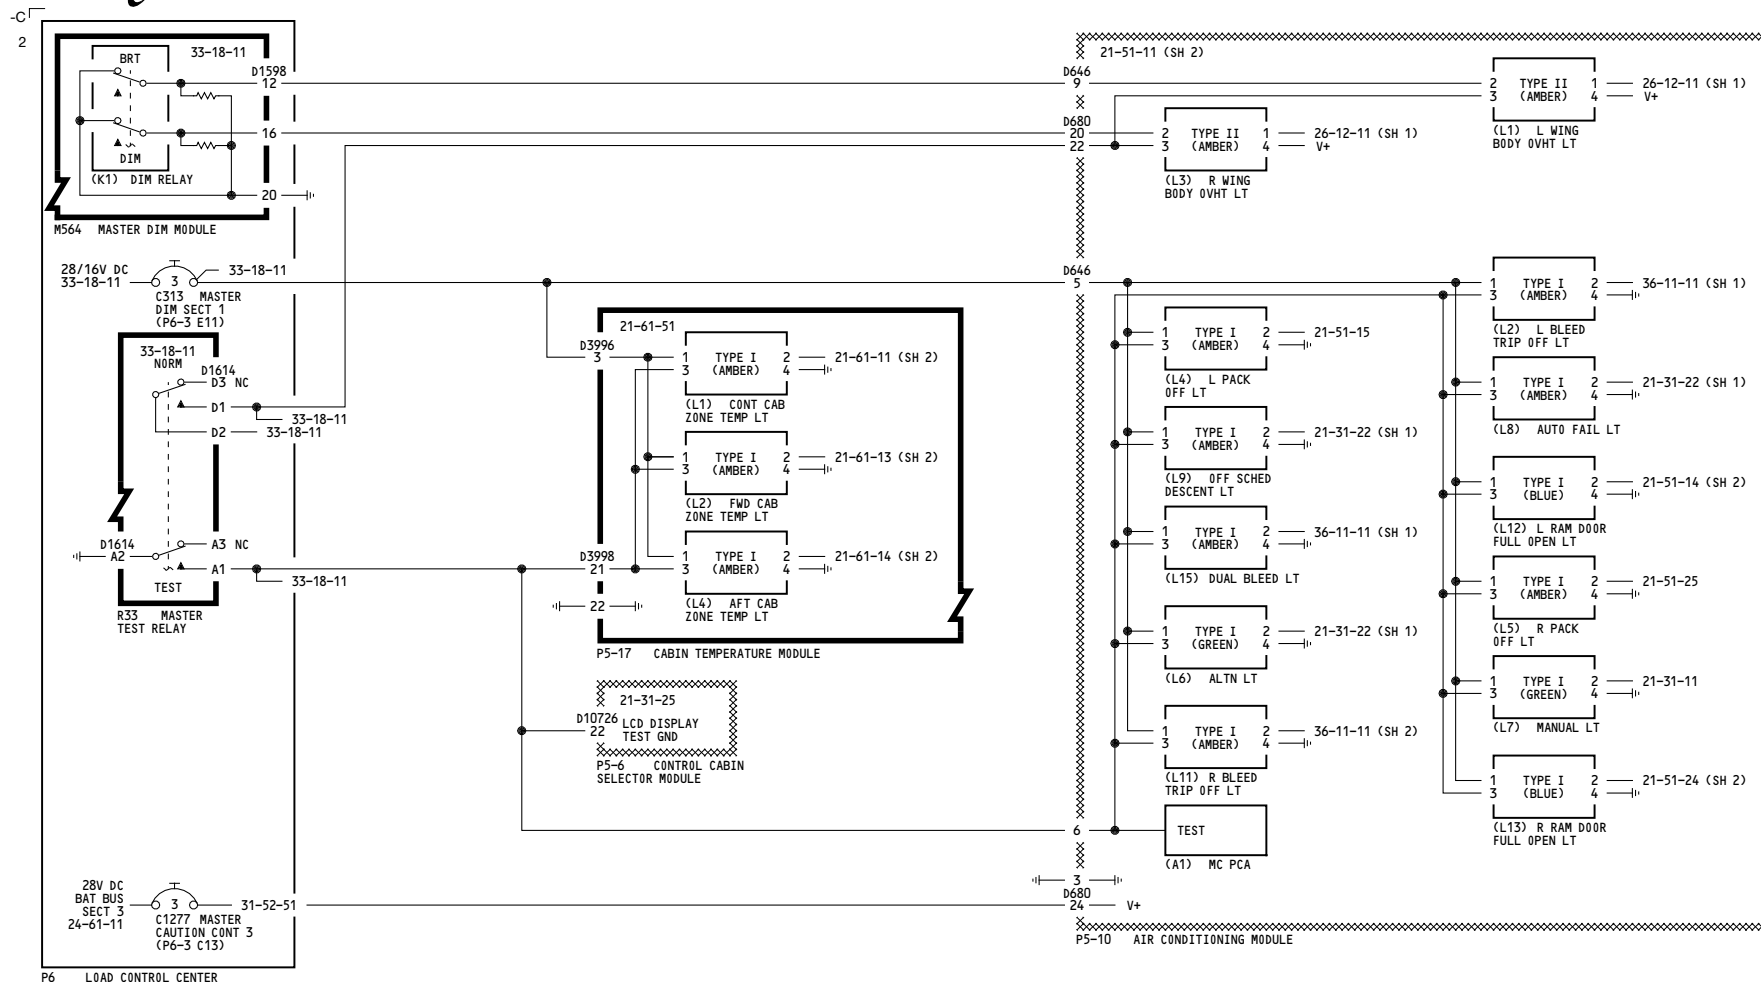 -C
2
33-18-11
BRT
DIM
(K1) DIM RELAY
D1598
12
16
20
M564 MASTER DIM MODULE
28/16V DC
33-18-11
3
33-18-11
C313 MASTER
DIM SECT 1
(P6-3 E11)
33-18-11
NORM
D1614
D3 NC
D1
33-18-11
D2
33-18-11
D1614
A2
A3 NC
A1
33-18-11
TEST
R33 MASTER
TEST RELAY
28V DC
BAT BUS
SECT 3
24-61-11
3
31-52-51
C1277 MASTER
CAUTION CONT 3
(P6-3 C13)
P6 LOAD CONTROL CENTER
21-61-51
D3996
3
1 TYPE I 2
3 (AMBER) 4
21-61-11 (SH 2)
(L1) CONT CAB
ZONE TEMP LT
1 TYPE I 2
3 (AMBER) 4
21-61-13 (SH 2)
(L2) FWD CAB
ZONE TEMP LT
D3998
21
1 TYPE I 2
3 (AMBER) 4
21-61-14 (SH 2)
(L4) AFT CAB
ZONE TEMP LT
22
P5-17 CABIN TEMPERATURE MODULE
21-31-25
D10726
22
LCD DISPLAY
TEST GND
P5-6 CONTROL CABIN
SELECTOR MODULE
21-51-11 (SH 2)
D646
9
D680
20
22
D646
5
6
3
D680
24
V+
P5-10 AIR CONDITIONING MODULE
2 TYPE II 1
3 (AMBER) 4
26-12-11 (SH 1)
V+
(L3) R WING
BODY OVHT LT
1 TYPE I 2
3 (AMBER) 4
21-51-15
(L4) L PACK
OFF LT
1 TYPE I 2
3 (AMBER) 4
21-31-22 (SH 1)
(L9) OFF SCHED
DESCENT LT
1 TYPE I 2
3 (AMBER) 4
36-11-11 (SH 1)
(L15) DUAL BLEED LT
1 TYPE I 2
3 (GREEN) 4
21-31-22 (SH 1)
(L6) ALTN LT
1 TYPE I 2
3 (AMBER) 4
36-11-11 (SH 2)
(L11) R BLEED
TRIP OFF LT
TEST
(A1) MC PCA
2 TYPE II 1
3 (AMBER) 4
26-12-11 (SH 1)
V+
(L1) L WING
BODY OVHT LT
1 TYPE I 2
3 (AMBER) 4
36-11-11 (SH 1)
(L2) L BLEED
TRIP OFF LT
1 TYPE I 2
3 (AMBER) 4
21-31-22 (SH 1)
(L8) AUTO FAIL LT
1 TYPE I 2
3 (BLUE) 4
21-51-14 (SH 2)
(L12) L RAM DOOR
FULL OPEN LT
1 TYPE I 2
3 (AMBER) 4
21-51-25
(L5) R PACK
OFF LT
1 TYPE I 2
3 (GREEN) 4
21-31-11
(L7) MANUAL LT
1 TYPE I 2
3 (BLUE) 4
21-51-24 (SH 2)
(L13) R RAM DOOR
FULL OPEN LT